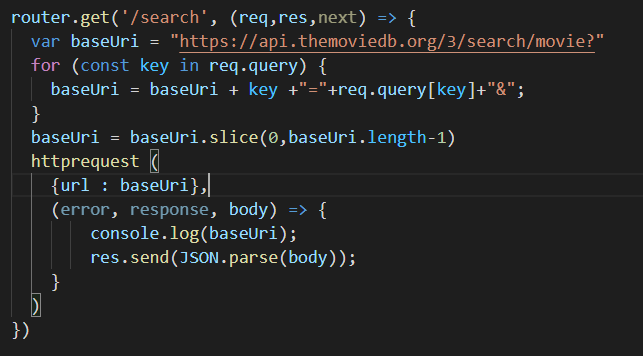 router.get('/search', (req,res,next) => {
  var baseUri = "https://api.themoviedb.org/3/search/movie?"
  for (const key in req.query) {
    baseUri = baseUri + key +"="+req.query[key]+"&";
  }
  baseUri = baseUri.slice(0,baseUri.length-1)
  httprequest (
    {url : baseUri},
    (error, response, body) => {
        console.log(baseUri);
        res.send(JSON.parse(body));
    }
  )
})